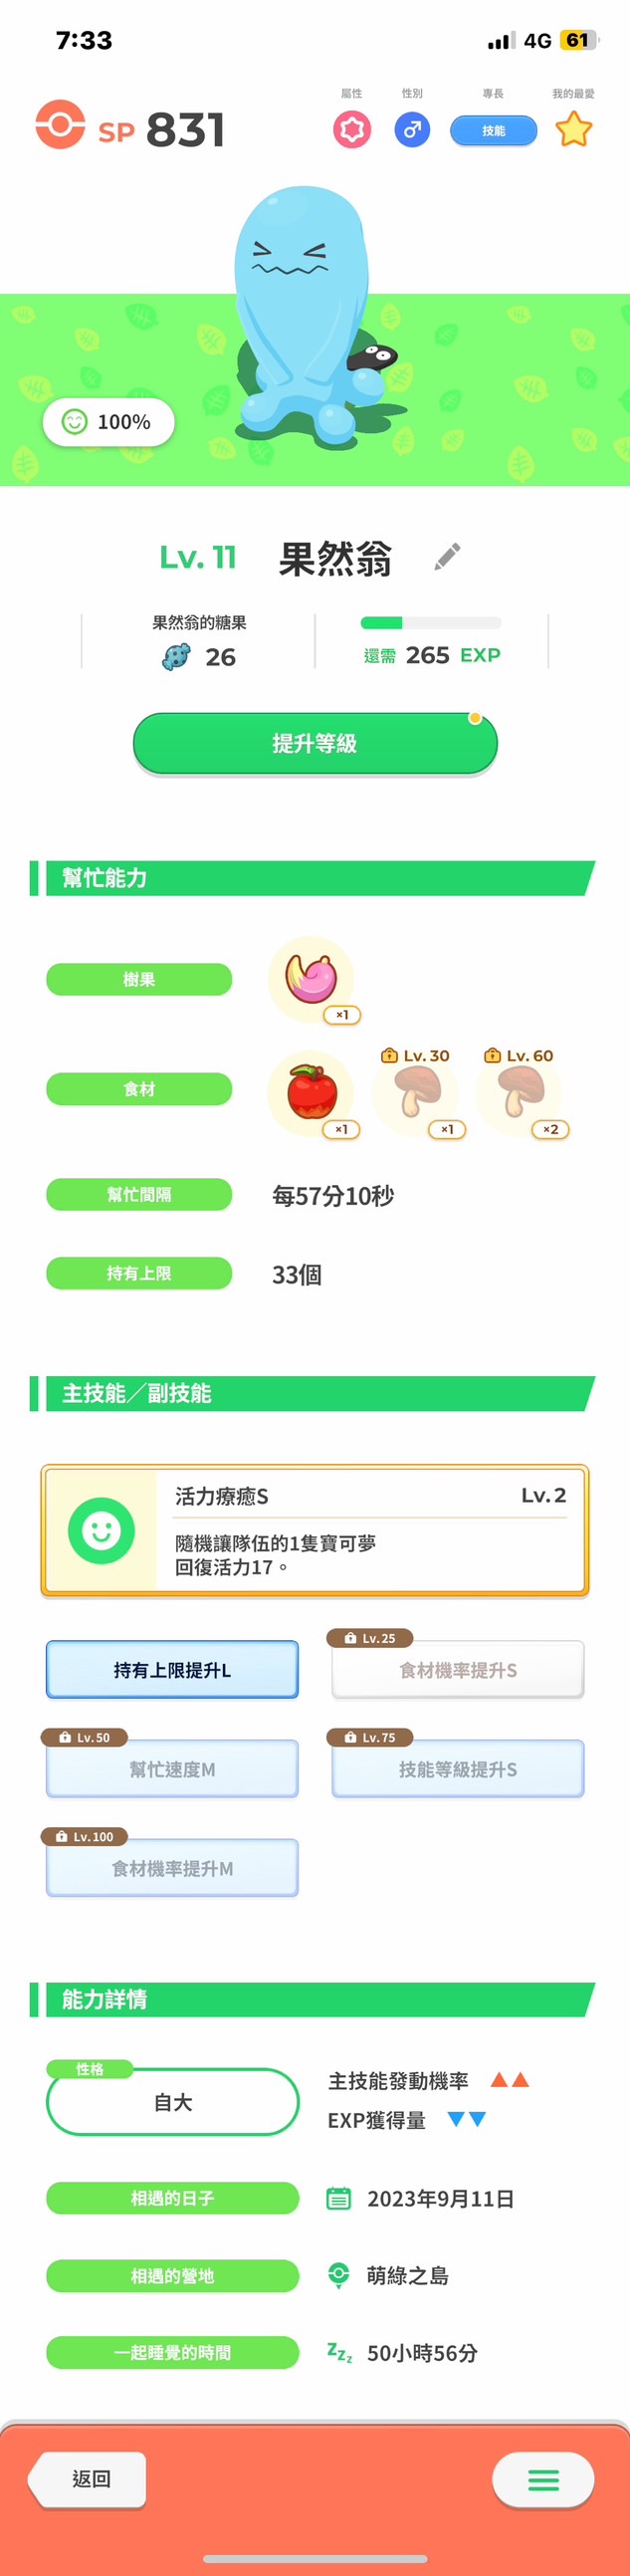 7:33
4G 61
屬性 性別 專長 我的最愛
SP 831
技能
100%
Lv. 11 果然翁
果然翁的糖果
26
還需 265 EXP
提升等級
幫忙能力
樹果
×1
Lv. 30 Lv. 60
食材
×1 ×1 ×2
幫忙間隔 每57分10秒
持有上限 33個
主技能／副技能
活力療癒S Lv. 2
隨機讓隊伍的1隻寶可夢
回復活力17。
Lv. 25
持有上限提升L 食材機率提升S
Lv. 50 Lv. 75
幫忙速度M 技能等級提升S
Lv. 100
食材機率提升M
能力詳情
性格
自大
主技能發動機率
EXP獲得量
相遇的日子 2023年9月11日
相遇的營地 萌綠之島
一起睡覺的時間 zzz 50小時56分
返回